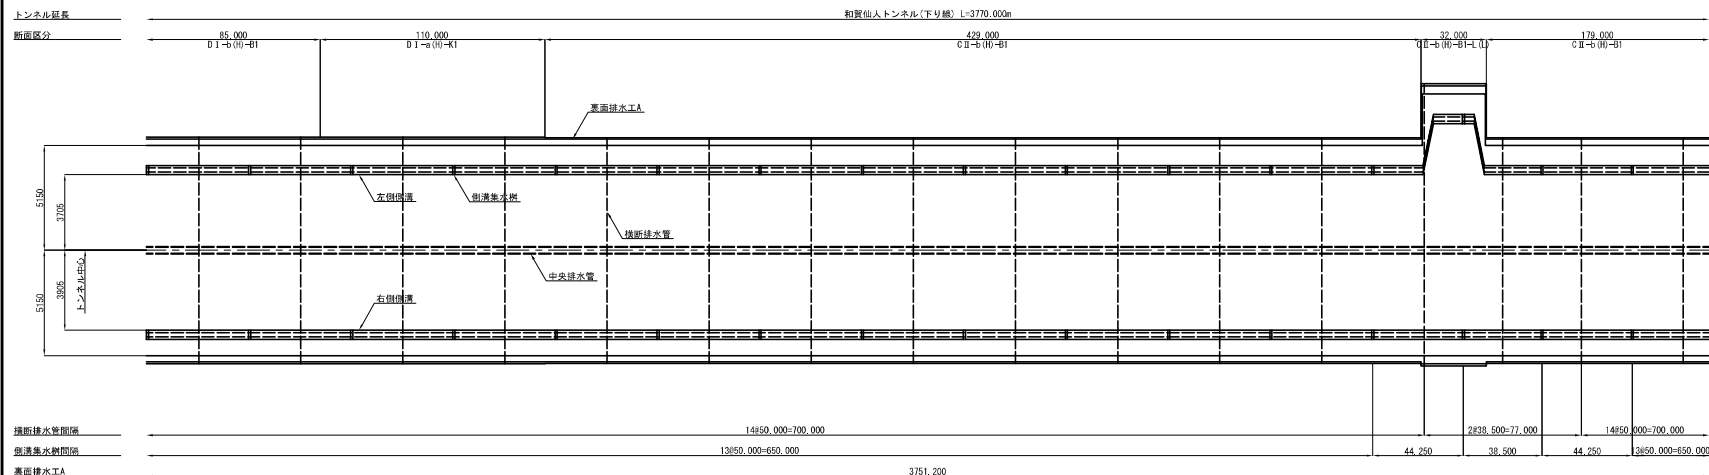 トンネル延長
和賀仙人トンネル(下り線) L=3770.000m
断面区分
85.000
110.000
429.000
32.000
179.000
DⅠ-b(H)-B1
DⅠ-a(H)-K1
CⅡ-b(H)-B1
CⅡ-b(H)-B1-L(L)
CⅡ-b(H)-B1
裏面排水工A
左側側溝
側溝集水桝
横断排水管
中央排水管
右側側溝
5150
3705
5150
3905
トンネル中心
横断排水管間隔
14@50.000=700.000
2@38.500=77.000
14@50.000=700.000
側溝集水桝間隔
13@50.000=650.000
44.250
38.500
44.250
13@50.000=650.000
裏面排水工A
3751.200